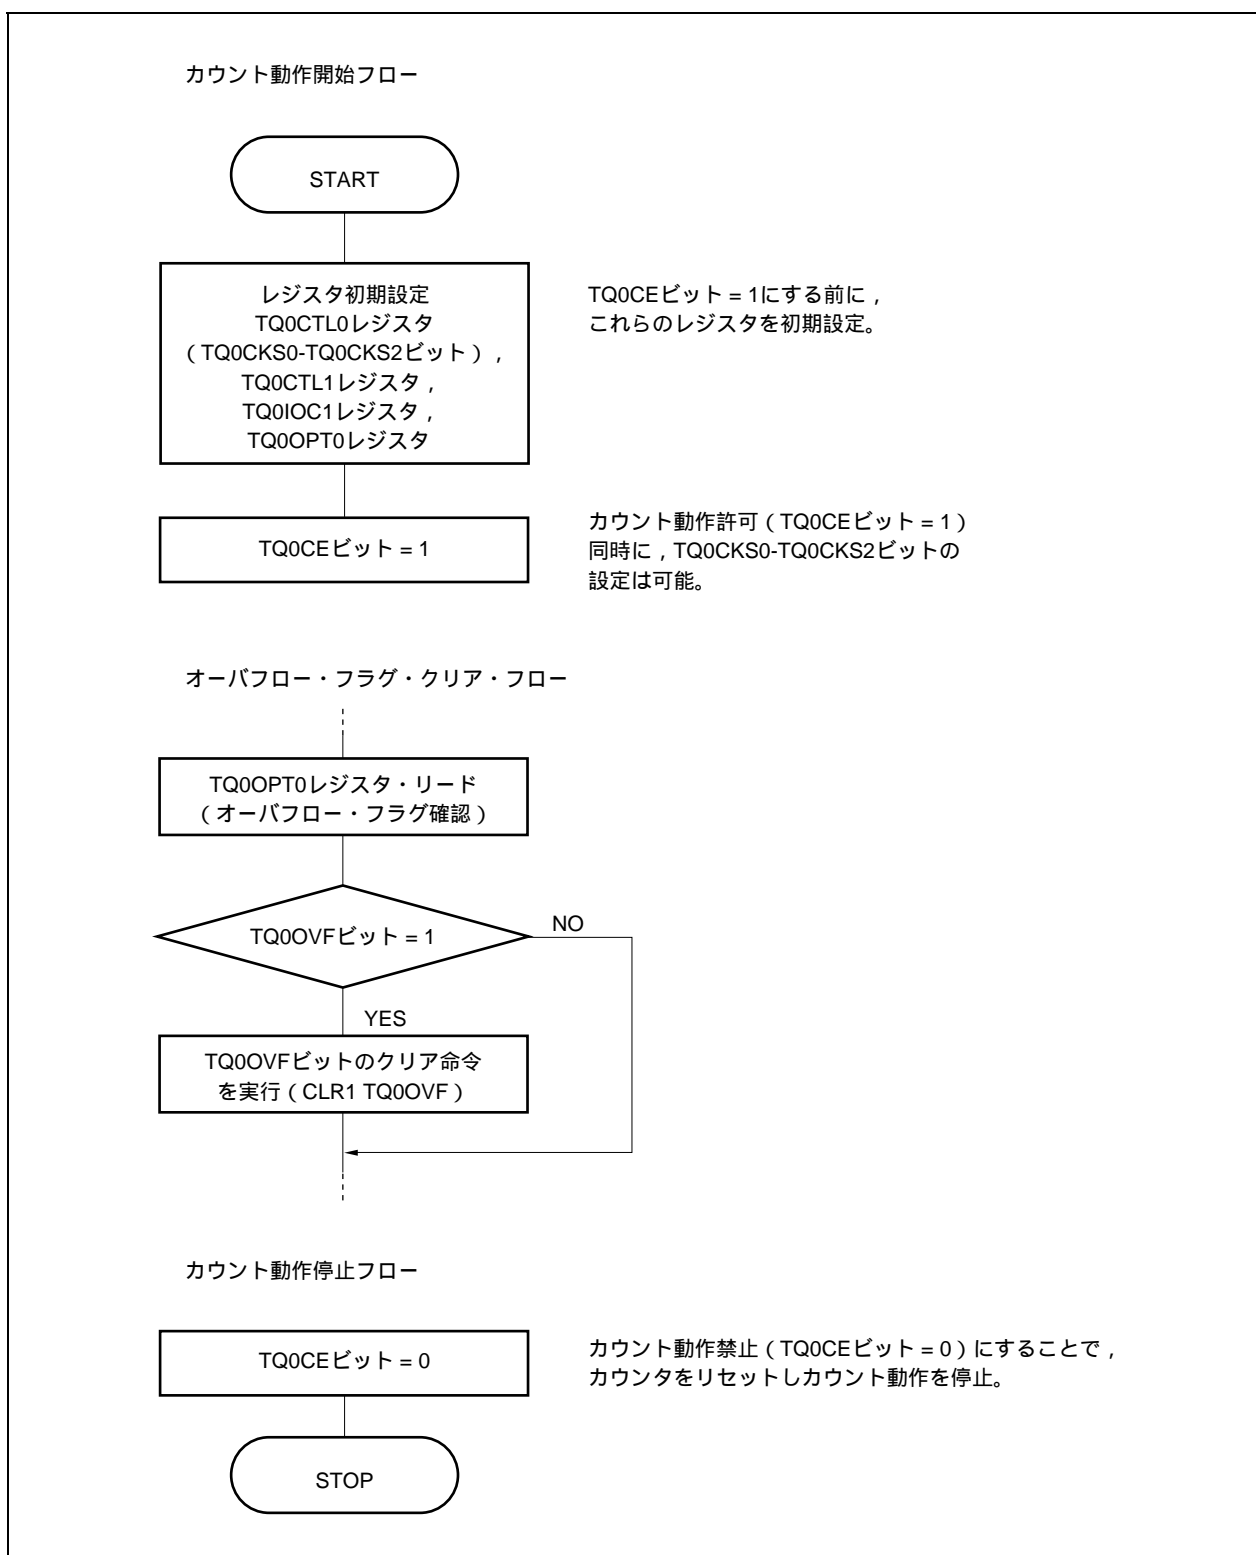 カウント動作開始フロー
START
レジスタ初期設定
TQ0CTL0レジスタ
（TQ0CKS0-TQ0CKS2ビット），
TQ0CTL1レジスタ，
TQ0IOC1レジスタ，
TQ0OPT0レジスタ
TQ0CEビット = 1にする前に，
これらのレジスタを初期設定。
TQ0CEビット = 1
カウント動作許可（TQ0CEビット = 1）
同時に，TQ0CKS0-TQ0CKS2ビットの
設定は可能。
オーバフロー・フラグ・クリア・フロー
TQ0OPT0レジスタ・リード
（オーバフロー・フラグ確認）
TQ0OVFビット = 1
NO
YES
TQ0OVFビットのクリア命令
を実行（CLR1 TQ0OVF）
カウント動作停止フロー
TQ0CEビット = 0
カウント動作禁止（TQ0CEビット = 0）にすることで，
カウンタをリセットしカウント動作を停止。
STOP